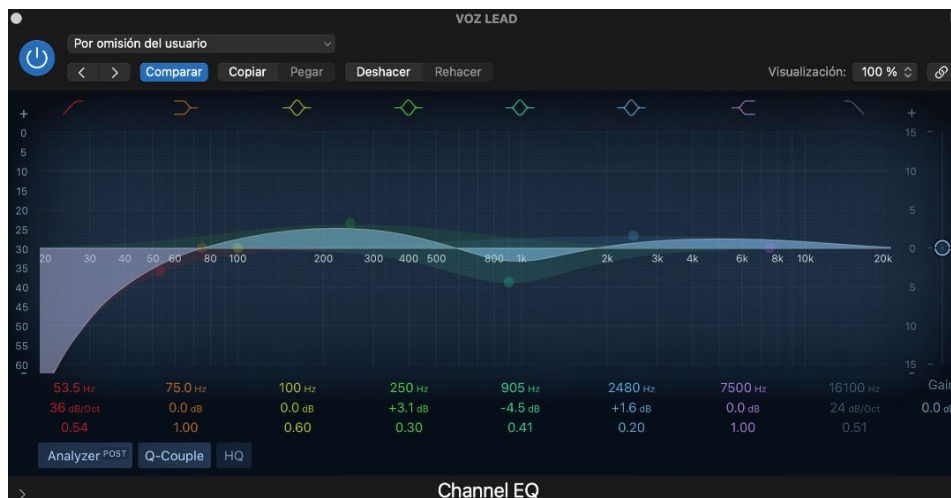 VOZ LEAD
Por omisión del usuario
Comparar Copiar Pegar Deshacer Rehacer Visualización: 100 %
+ +
0 15
5
10 10
15
20 5
25
30 0
20 30 40 50 60 80 100 200 300 400 500 800 1k 2k 3k 4k 6k 8k 10k 20k
35
40 5
45
50 10
55
60 15
- -
53.5 Hz 75.0 Hz 100 Hz 250 Hz 905 Hz 2480 Hz 7500 Hz 16100 Hz Gain
36 dB/Oct 0.0 dB 0.0 dB +3.1 dB -4.5 dB +1.6 dB 0.0 dB 24 dB/Oct 0.0 dB
0.54 1.00 0.60 0.30 0.41 0.20 1.00 0.51
Analyzer POST Q-Couple HQ
Channel EQ